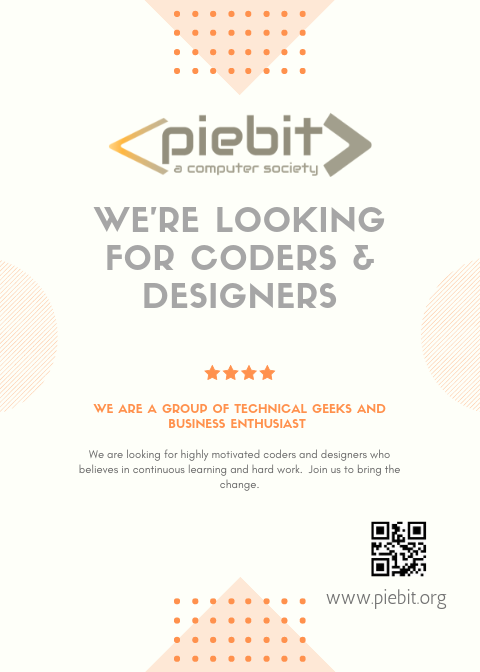 <piebit>
a computer society
WE'RE LOOKING
FOR CODERS &
DESIGNERS
WE ARE A GROUP OF TECHNICAL GEEKS AND
BUSINESS ENTHUSIAST
We are looking for highly motivated coders and designers who
believes in continuous learning and hard work. Join us to bring the
change.
www.piebit.org